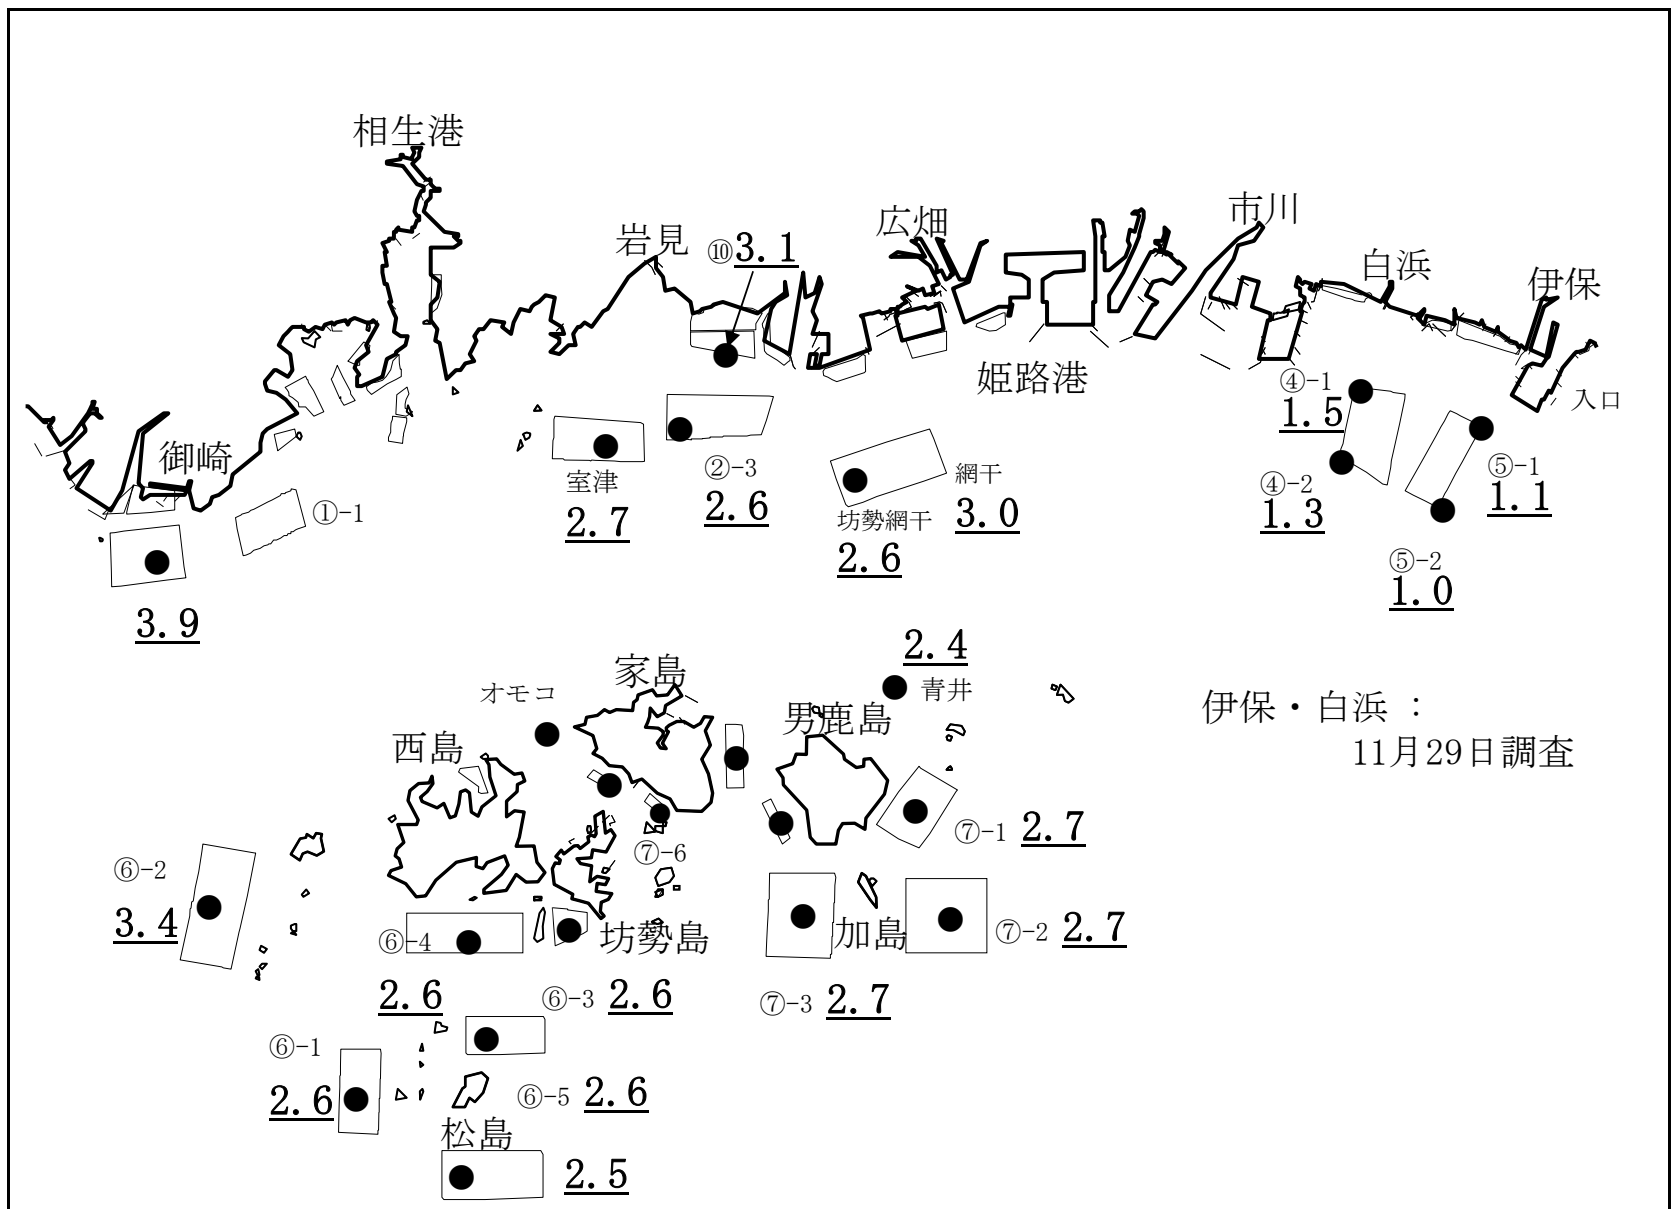 相生港
市川
広畑
岩見
⑩3.1
白浜
伊保
姫路港
④-1
入口
1.5
御崎
②-3
網干
⑤-1
室津
④-2
2.6
1.1
①-1
3.0
1.3
2.7
坊勢網干
2.6
⑤-2
1.0
3.9
2.4
家島
オモコ
青井
伊保・白浜 :
男鹿島
西島
11月29日調査
⑦-1 2.7
⑦-6
⑥-2
3.4
⑥-4
坊勢島
加島
⑦-2 2.7
2.6
⑥-3 2.6
⑦-3 2.7
⑥-1
2.6
⑥-5 2.6
松島
2.5